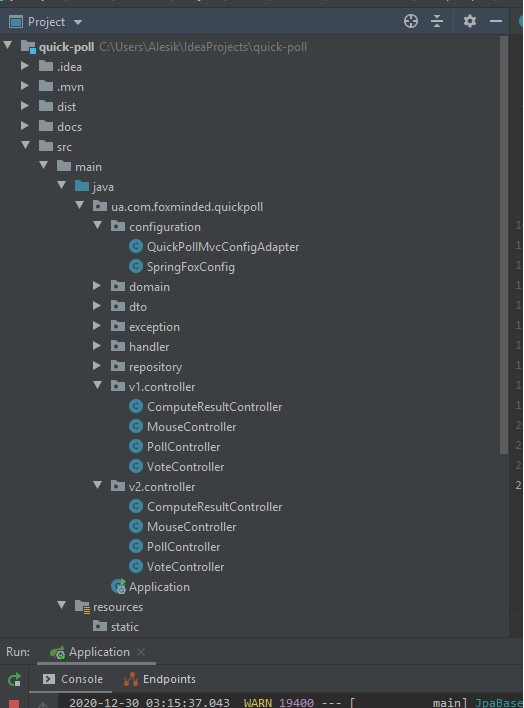 Project
quick-poll C:\Users\Alesik\IdeaProjects\quick-poll
.idea
.mvn
dist
docs
src
main
java
ua.com.foxminded.quickpoll
configuration
QuickPollMvcConfigAdapter
SpringFoxConfig
domain
dto
exception
handler
repository
v1.controller
ComputeResultController
MouseController
PollController
VoteController
v2.controller
ComputeResultController
MouseController
PollController
VoteController
Application
resources
static
Run: Application
Console Endpoints
2020-12-30 03:15:37.043 WARN 19400 --- [ main] JpaBase